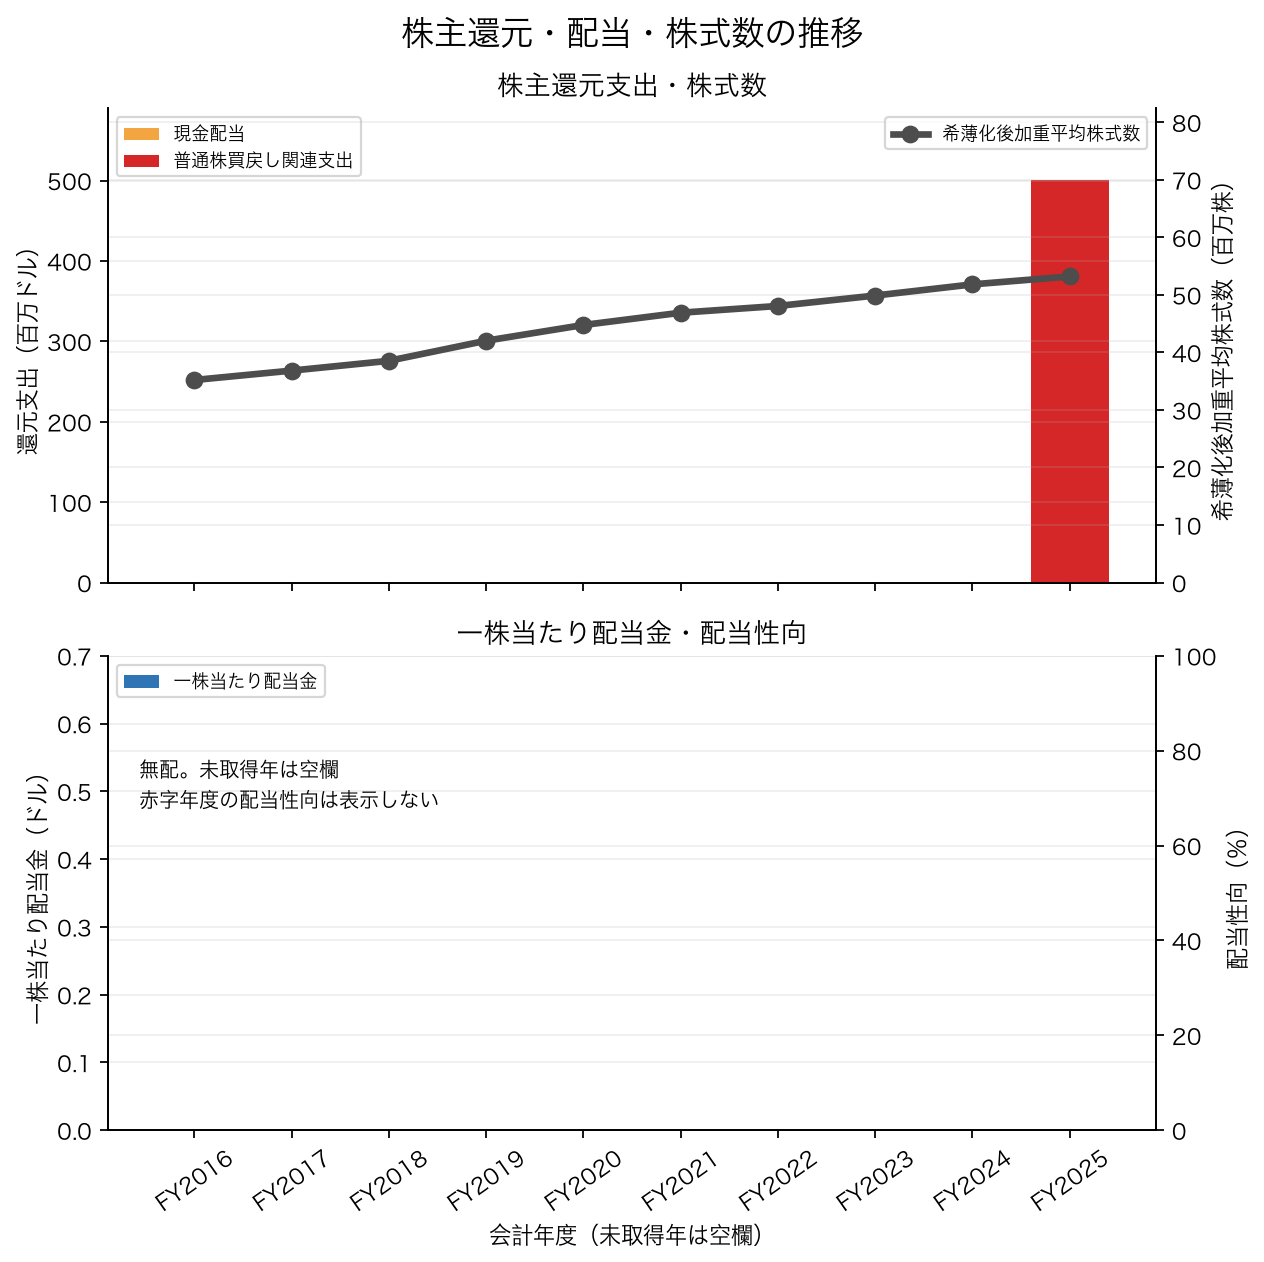 株主還元・配当・株式数の推移
株主還元支出・株式数
現金配当
普通株買戻し関連支出
希薄化後加重平均株式数
還元支出（百万ドル）
500
400
300
200
100
0
80
70
60
50
40
30
20
10
0
希薄化後加重平均株式数（百万株）
一株当たり配当金・配当性向
一株当たり配当金
無配。未取得年は空欄
赤字年度の配当性向は表示しない
一株当たり配当金（ドル）
0.7
0.6
0.5
0.4
0.3
0.2
0.1
0.0
100
80
60
40
20
0
配当性向（%）
FY2016
FY2017
FY2018
FY2019
FY2020
FY2021
FY2022
FY2023
FY2024
FY2025
会計年度（未取得年は空欄）